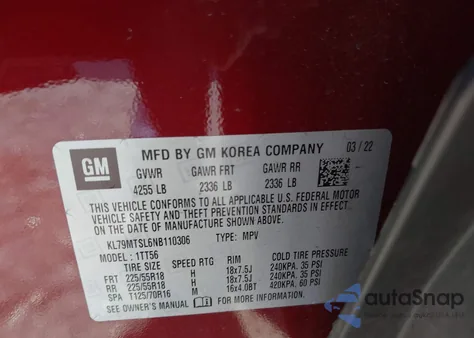 GM
MFD BY GM KOREA COMPANY 03 / 22
GVWR GAWR FRT GAWR RR
4255 LB 2336 LB 2336 LB
THIS VEHICLE CONFORMS TO ALL APPLICABLE U.S. FEDERAL MOTOR
VEHICLE SAFETY AND THEFT PREVENTION STANDARDS IN EFFECT ON THE
DATE OF MANUFACTURE SHOWN ABOVE.
KL79MTSL6NB110306 TYPE: MPV
MODEL: 1TT56
TIRE SIZE SPEED RTG RIM COLD TIRE PRESSURE
FRT 225/55R18 H 18x7.5J 240KPA, 35 PSI
RR 225/55R18 H 18x7.5J 240KPA, 35 PSI
SPA T125/70R16 M 16x4.0BT 420KPA, 60 PSI
SEE OWNER'S MANUAL FOR MORE INFORMATION.
autoSnap